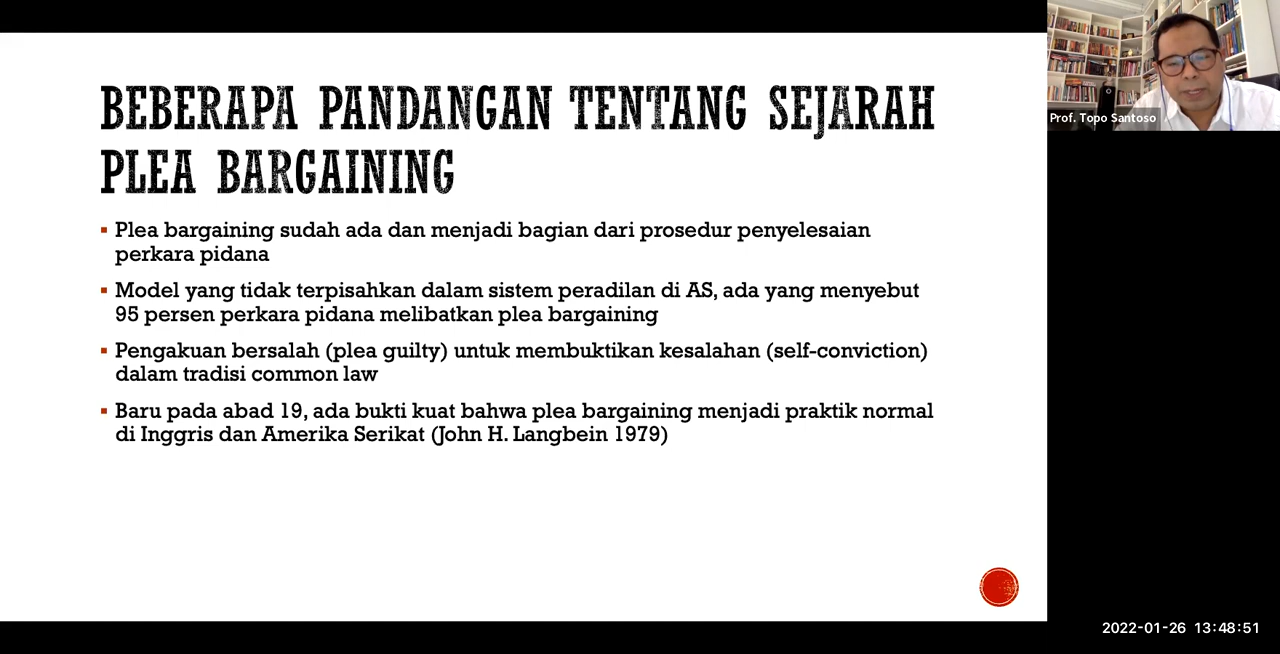 BEBERAPA PANDANGAN TENTANG SEJARAH
PLEA BARGAINING
Plea bargaining sudah ada dan menjadi bagian dari prosedur penyelesaian
perkara pidana
Model yang tidak terpisahkan dalam sistem peradilan di AS, ada yang menyebut
95 persen perkara pidana melibatkan plea bargaining
Pengakuan bersalah (plea guilty) untuk membuktikan kesalahan (self-conviction)
dalam tradisi common law
Baru pada abad 19, ada bukti kuat bahwa plea bargaining menjadi praktik normal
di Inggris dan Amerika Serikat (John H. Langbein 1979)
Prof. Topo Santoso
2022-01-26 13:48:51